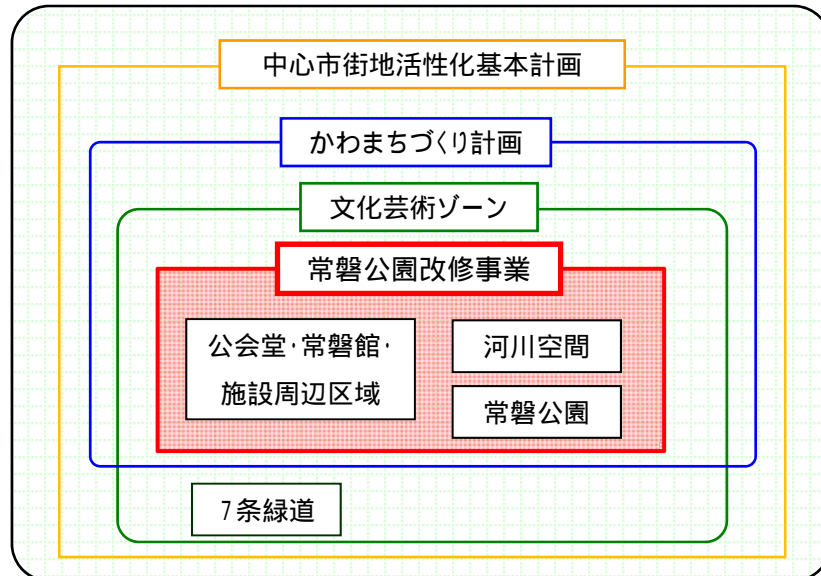 中心市街地活性化基本計画
かわまちづくり計画
文化芸術ゾーン
常磐公園改修事業
公会堂・常磐館・
施設周辺区域
河川空間
常磐公園
7条緑道